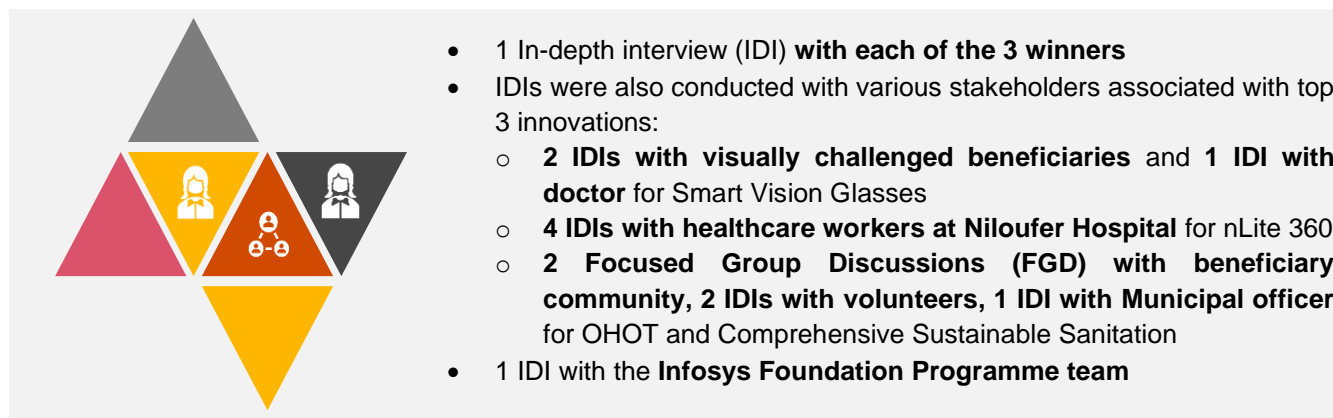 • 1 In-depth interview (IDI) with each of the 3 winners
• IDIs were also conducted with various stakeholders associated with top
3 innovations:
o 2 IDIs with visually challenged beneficiaries and 1 IDI with
doctor for Smart Vision Glasses
o 4 IDIs with healthcare workers at Niloufer Hospital for nLite 360
o 2 Focused Group Discussions (FGD) with beneficiary
community, 2 IDIs with volunteers, 1 IDI with Municipal officer
for OHOT and Comprehensive Sustainable Sanitation
• 1 IDI with the Infosys Foundation Programme team